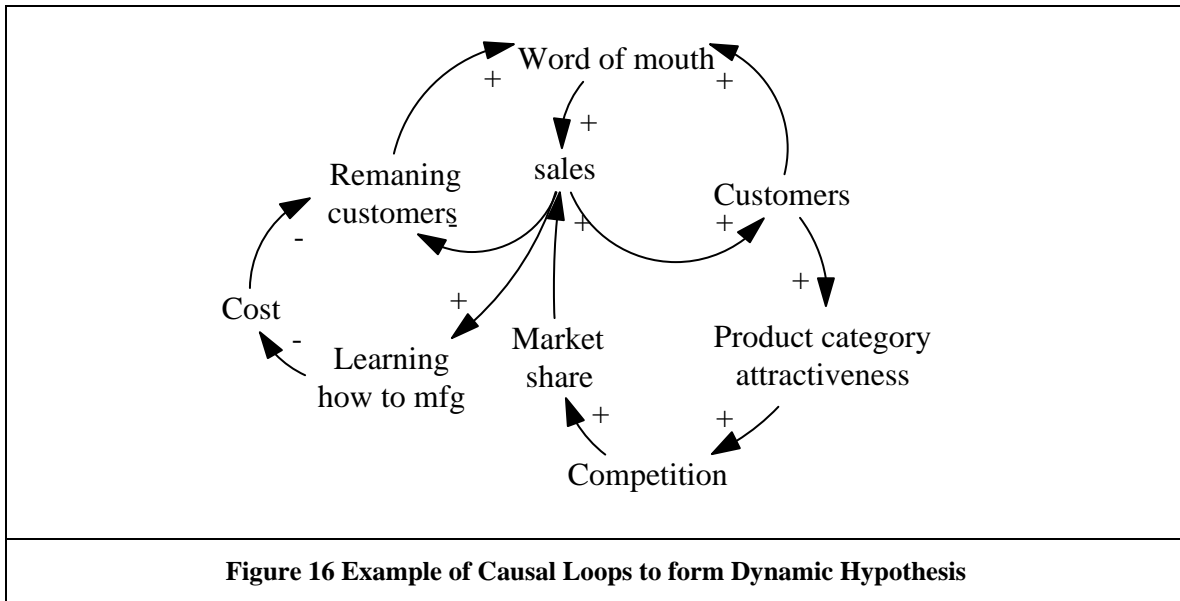 Word of mouth
+
+
+
sales
Remaning
customers
-
+
+
Customers
-
+
Cost
+
-
Learning
how to mfg
Market
share
Product category
attractiveness
+
+
Competition
Figure 16 Example of Causal Loops to form Dynamic Hypothesis